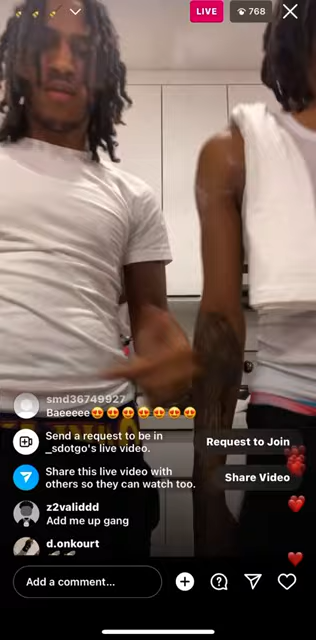 LIVE
768
smd36749927
Baeeeee😍😍😍😍😍😍😍
Send a request to be in
_sdotgo's live video.
Request to Join
Share this live video with
others so they can watch too.
Share Video
z2validdd
Add me up gang
d.onkourt
Add a comment...